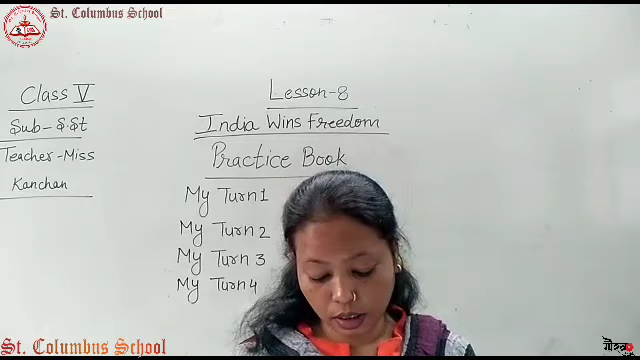 St. Columbus School
Class V
Sub- S.St
Teacher-Miss
Kanchan
Lesson-8
India Wins Freedom
Practice Book
My Turn 1
My Turn 2
My Turn 3
My Turn 4
St. Columbus School